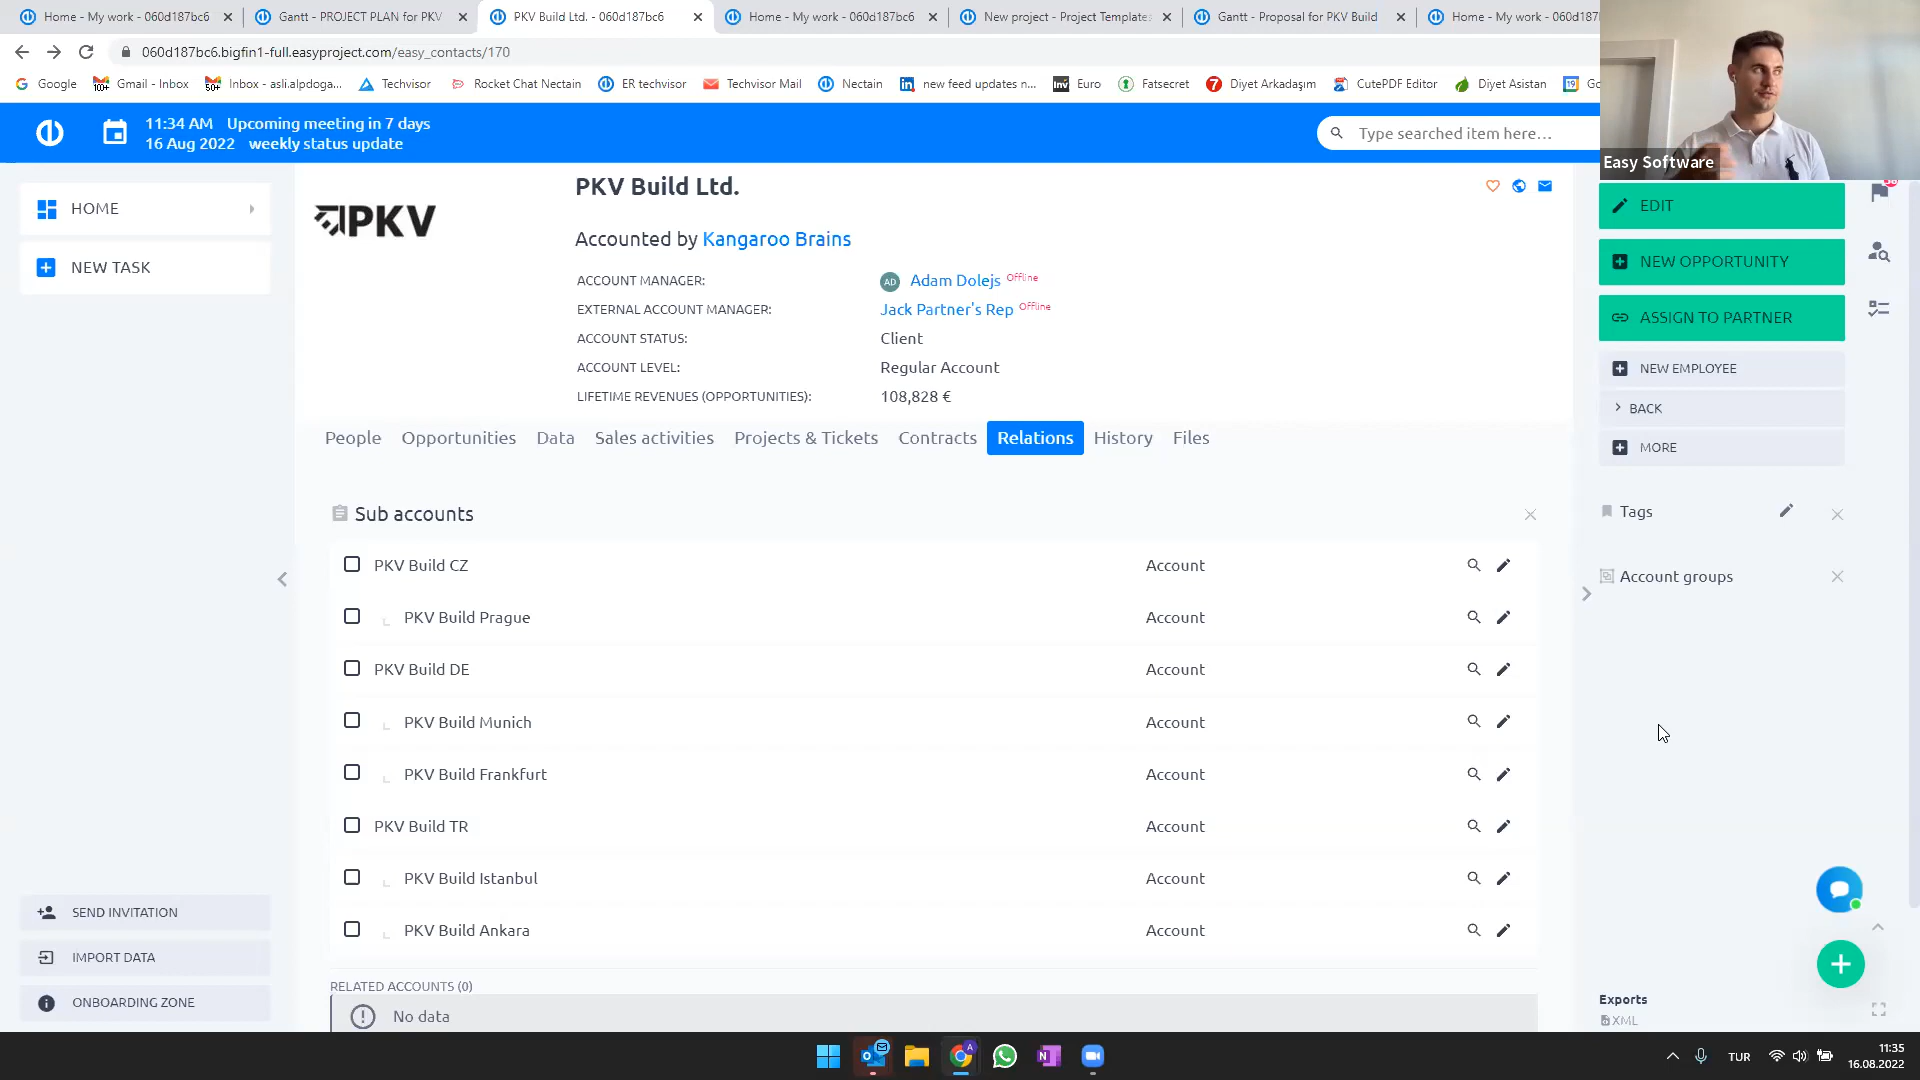 Home - My work - 060d187bc6
Gantt - PROJECT PLAN for PKV
PKV Build Ltd. - 060d187bc6
Home - My work - 060d187bc6
New project - Project Templates
Gantt - Proposal for PKV Build
Home - My work - 060d187
060d187bc6.bigfin1-full.easyproject.com/easy_contacts/170
Google
Gmail - Inbox
Inbox - asli.alpdoga...
Techvisor
Rocket Chat Nectain
ER techvisor
Techvisor Mail
Nectain
new feed updates n...
Euro
Fatsecret
Diyet Arkadaşım
CutePDF Editor
Diyet Asistan
11:34 AM Upcoming meeting in 7 days
16 Aug 2022 weekly status update
Type searched item here...
Easy Software
HOME
NEW TASK
PKV
PKV Build Ltd.
Accounted by Kangaroo Brains
ACCOUNT MANAGER: AD Adam Dolejs Offline
EXTERNAL ACCOUNT MANAGER: Jack Partner's Rep Offline
ACCOUNT STATUS: Client
ACCOUNT LEVEL: Regular Account
LIFETIME REVENUES (OPPORTUNITIES): 108,828 €
People Opportunities Data Sales activities Projects & Tickets Contracts Relations History Files
Sub accounts
PKV Build CZ Account
PKV Build Prague Account
PKV Build DE Account
PKV Build Munich Account
PKV Build Frankfurt Account
PKV Build TR Account
PKV Build Istanbul Account
PKV Build Ankara Account
RELATED ACCOUNTS (0)
No data
EDIT
NEW OPPORTUNITY
ASSIGN TO PARTNER
NEW EMPLOYEE
BACK
MORE
Tags
Account groups
Exports
XML
SEND INVITATION
IMPORT DATA
ONBOARDING ZONE
TUR
11:35
16.08.2022